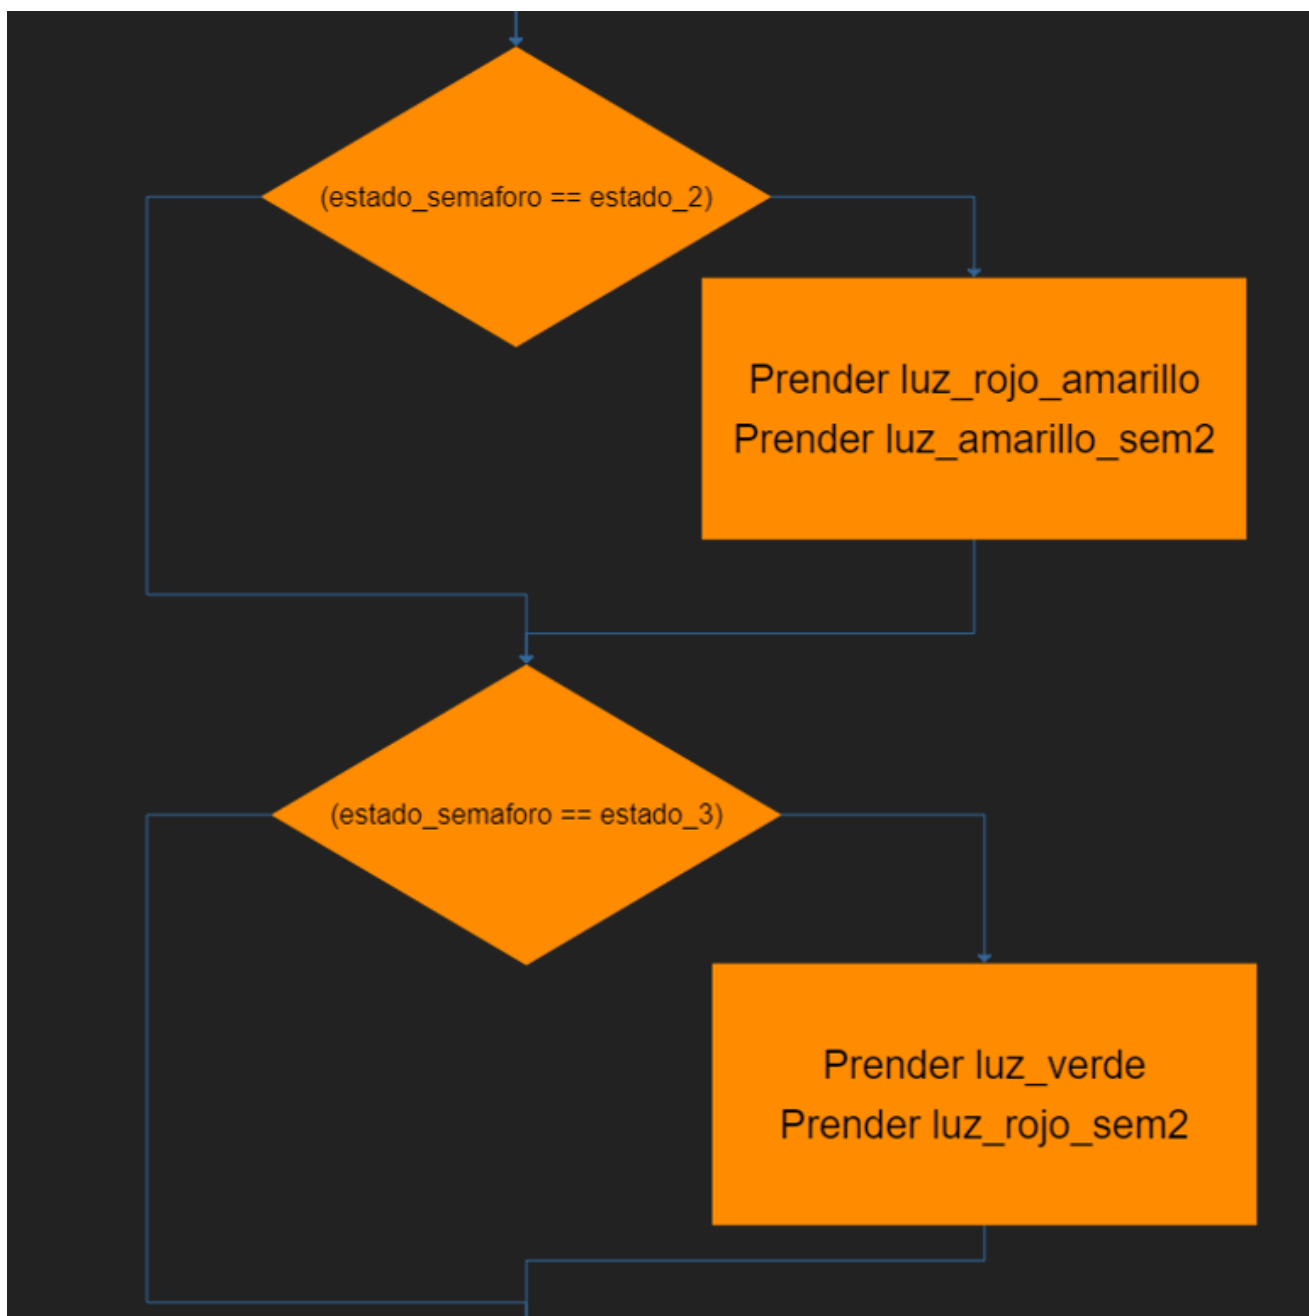 (estado_semaforo == estado_2)
Prender luz_rojo_amarillo
Prender luz_amarillo_sem2
(estado_semaforo == estado_3)
Prender luz_verde
Prender luz_rojo_sem2